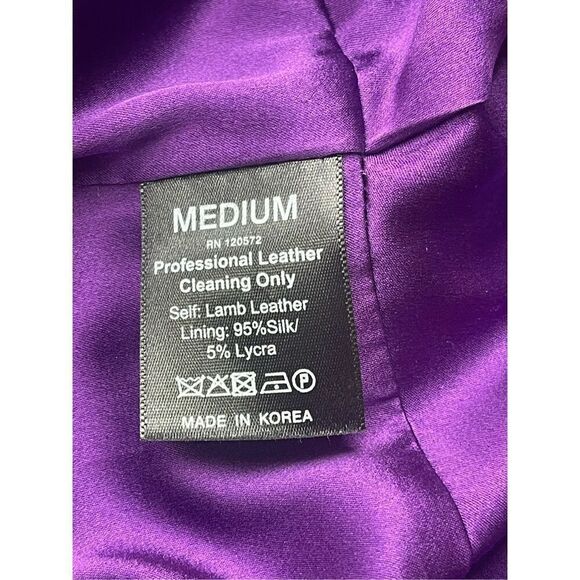 MEDIUM
RN 120572
Professional Leather
Cleaning Only
Self: Lamb Leather
Lining: 95%Silk/
5% Lycra
P
MADE IN KOREA